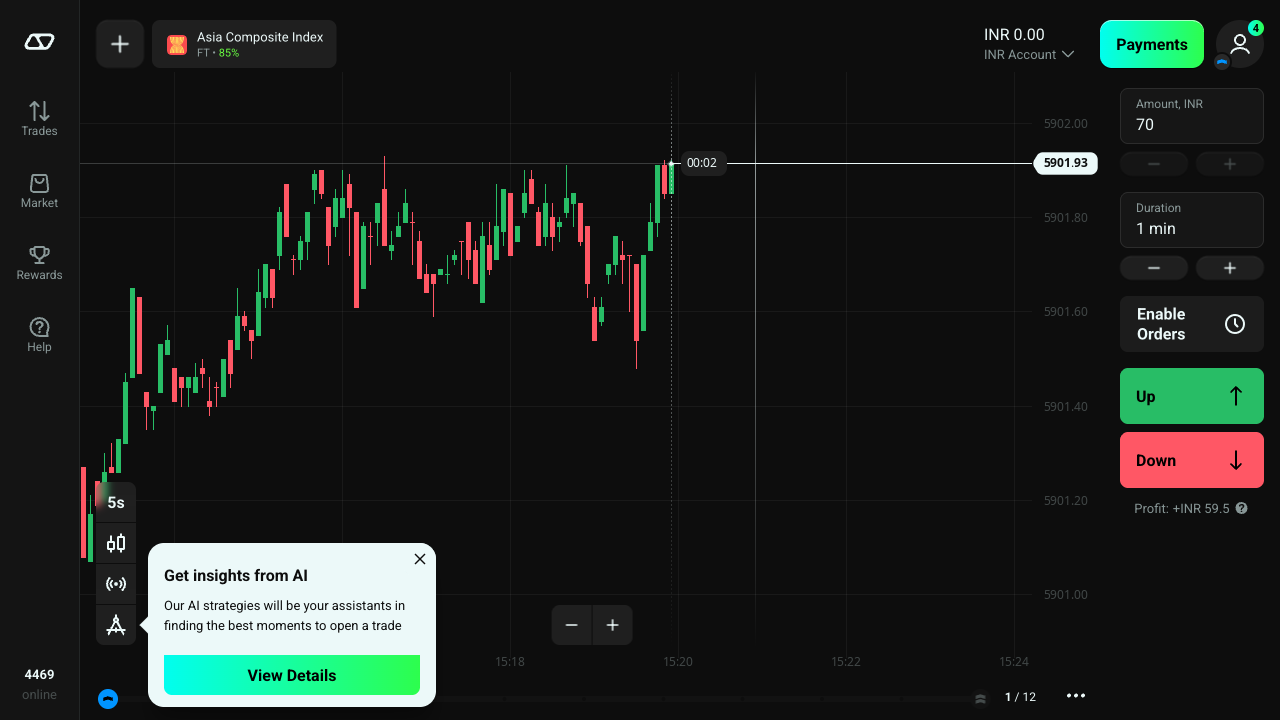 Asia Composite Index
FT • 85%
INR 0.00
INR Account
Payments
4
Trades
Market
Rewards
Help
4469
online
5902.00
5901.93
5901.80
5901.60
5901.40
5901.20
5901.00
00:02
15:18
15:20
15:22
15:24
5s
Get insights from AI
Our AI strategies will be your assistants in
finding the best moments to open a trade
View Details
1 / 12
Amount, INR
70
Duration
1 min
Enable
Orders
Up
Down
Profit: +INR 59.5